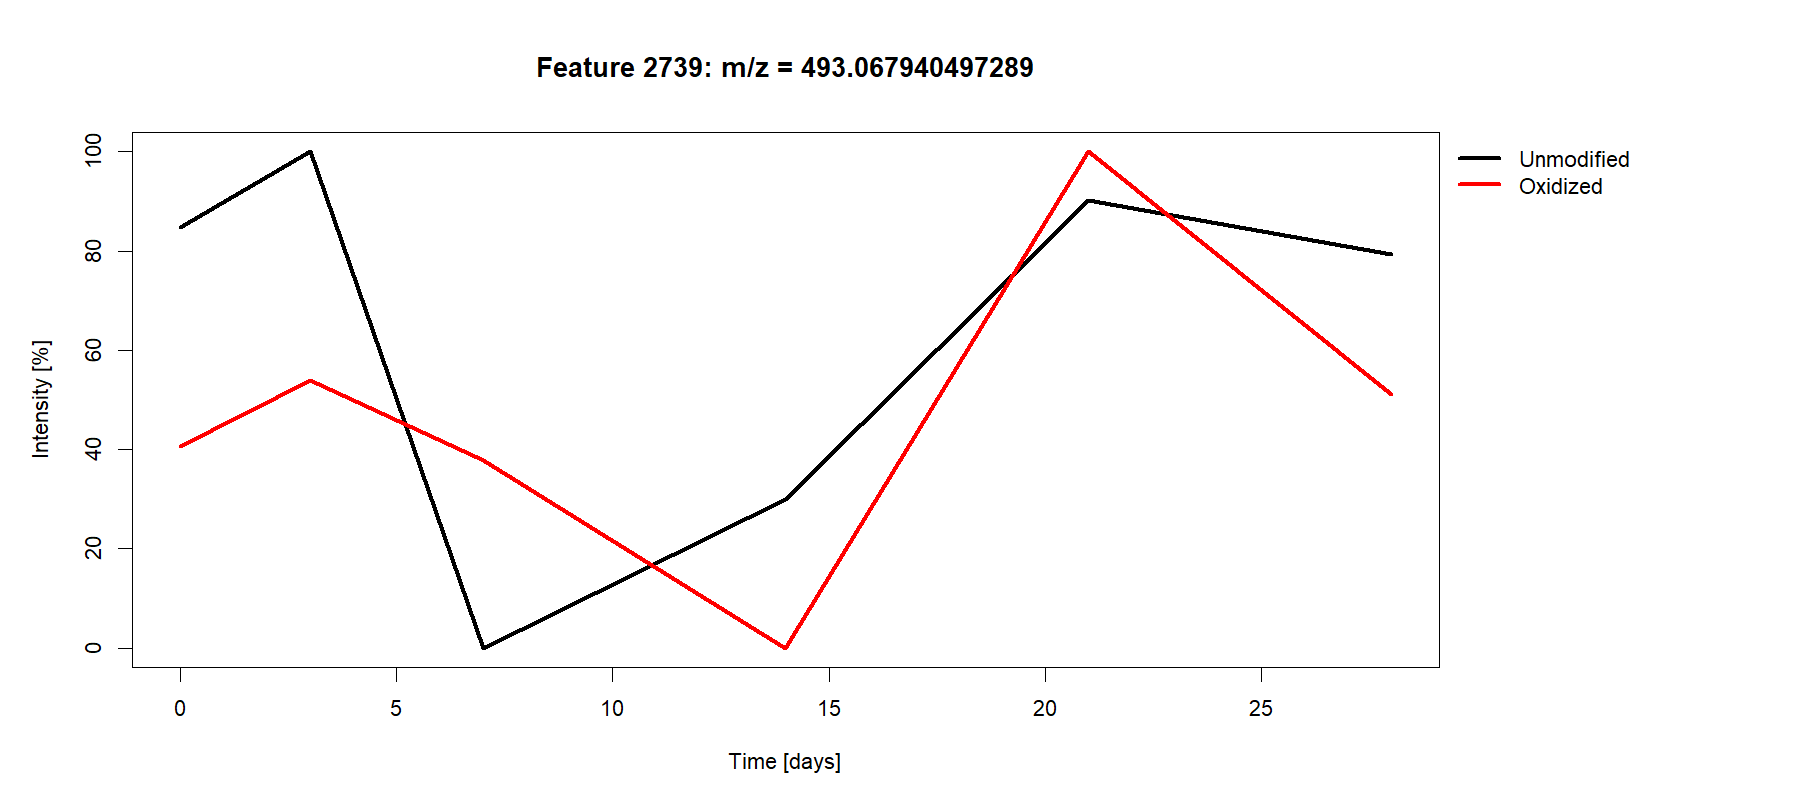 Feature 2739: m/z = 493.067940497289
Unmodified
Oxidized
Intensity [%]
100
80
60
40
20
0
0 5 10 15 20 25
Time [days]